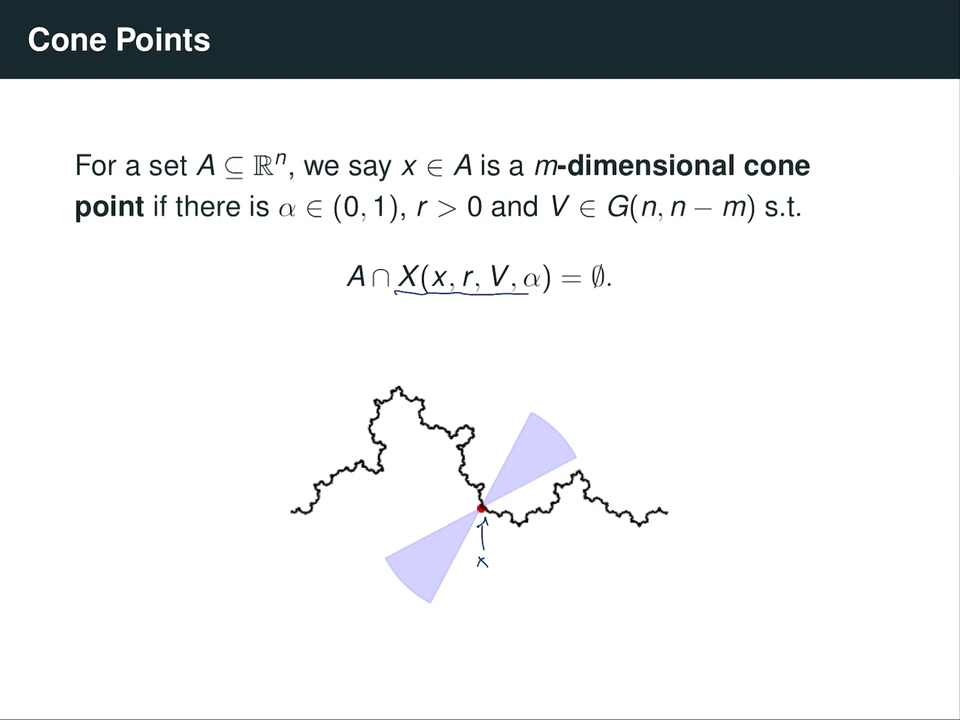 Cone Points
For a set A ⊆ ℝⁿ, we say x ∈ A is a m-dimensional cone
point if there is α ∈ (0, 1), r > 0 and V ∈ G(n, n − m) s.t.
A ∩ X(x, r, V, α) = ∅.
x